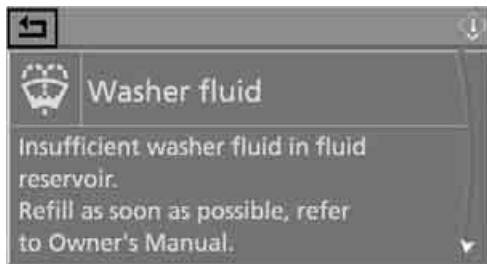 Washer fluid
Insufficient washer fluid in fluid
reservoir.
Refill as soon as possible, refer
to Owner's Manual.